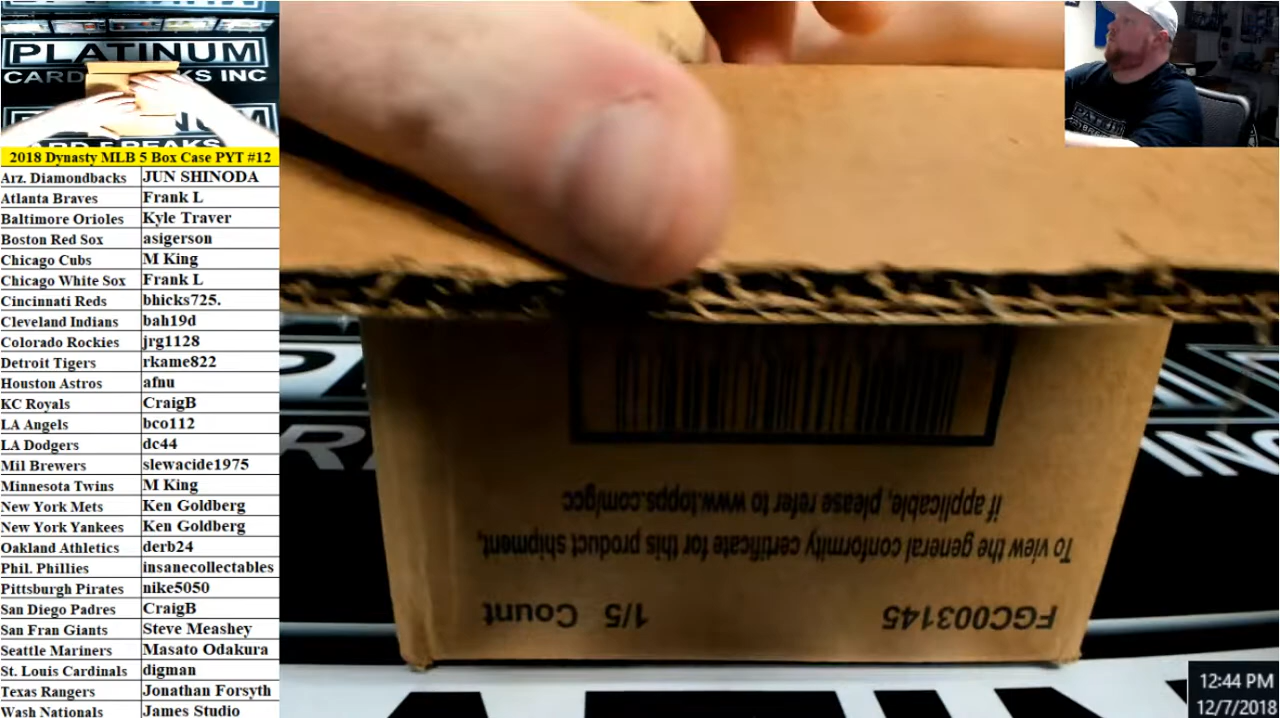 PLATINUM
CARD BREAKS INC
2018 Dynasty MLB 5 Box Case PYT #12
Arz. Diamondbacks JUN SHINODA
Atlanta Braves Frank L
Baltimore Orioles Kyle Traver
Boston Red Sox asigerson
Chicago Cubs M King
Chicago White Sox Frank L
Cincinnati Reds bhicks725.
Cleveland Indians bah19d
Colorado Rockies jrg1128
Detroit Tigers rkame822
Houston Astros afnu
KC Royals CraigB
LA Angels bco112
LA Dodgers dc44
Mil Brewers slewacide1975
Minnesota Twins M King
New York Mets Ken Goldberg
New York Yankees Ken Goldberg
Oakland Athletics derb24
Phil. Phillies insanecollectables
Pittsburgh Pirates nike5050
San Diego Padres CraigB
San Fran Giants Steve Meashey
Seattle Mariners Masato Odakura
St. Louis Cardinals digman
Texas Rangers Jonathan Forsyth
Wash Nationals James Studio
FGC003145 1/5 Count
To view the general conformity certificate for this product shipment,
if applicable, please refer to www.topps.com/gcc
12:44 PM
12/7/2018